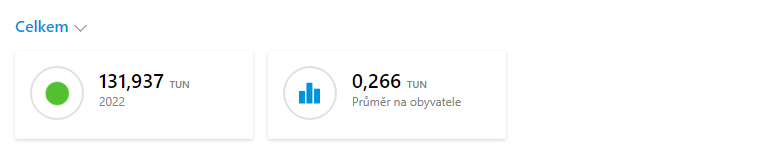 Celkem
131,937 TUN
2022
0,266 TUN
Průměr na obyvatele